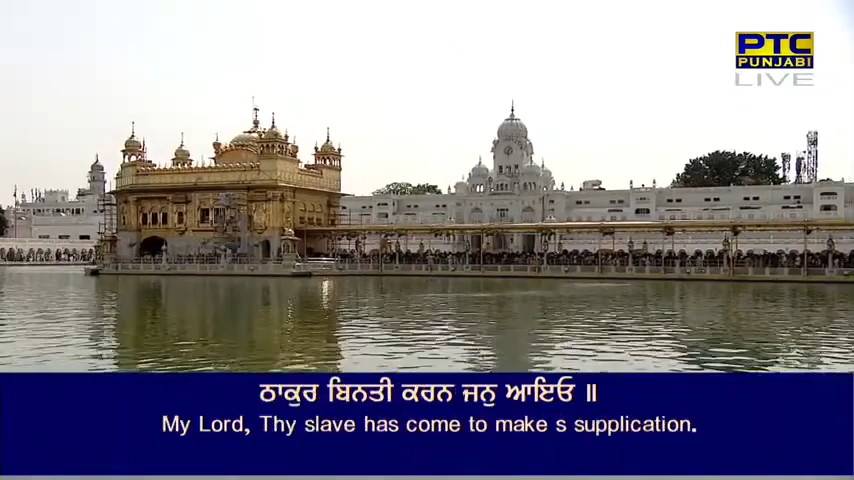 PTC
PUNJABI
LIVE
ਠਾਕੁਰ ਬਿਨਤੀ ਕਰਨ ਜਨੁ ਆਇਓ ॥
My Lord, Thy slave has come to make s supplication.